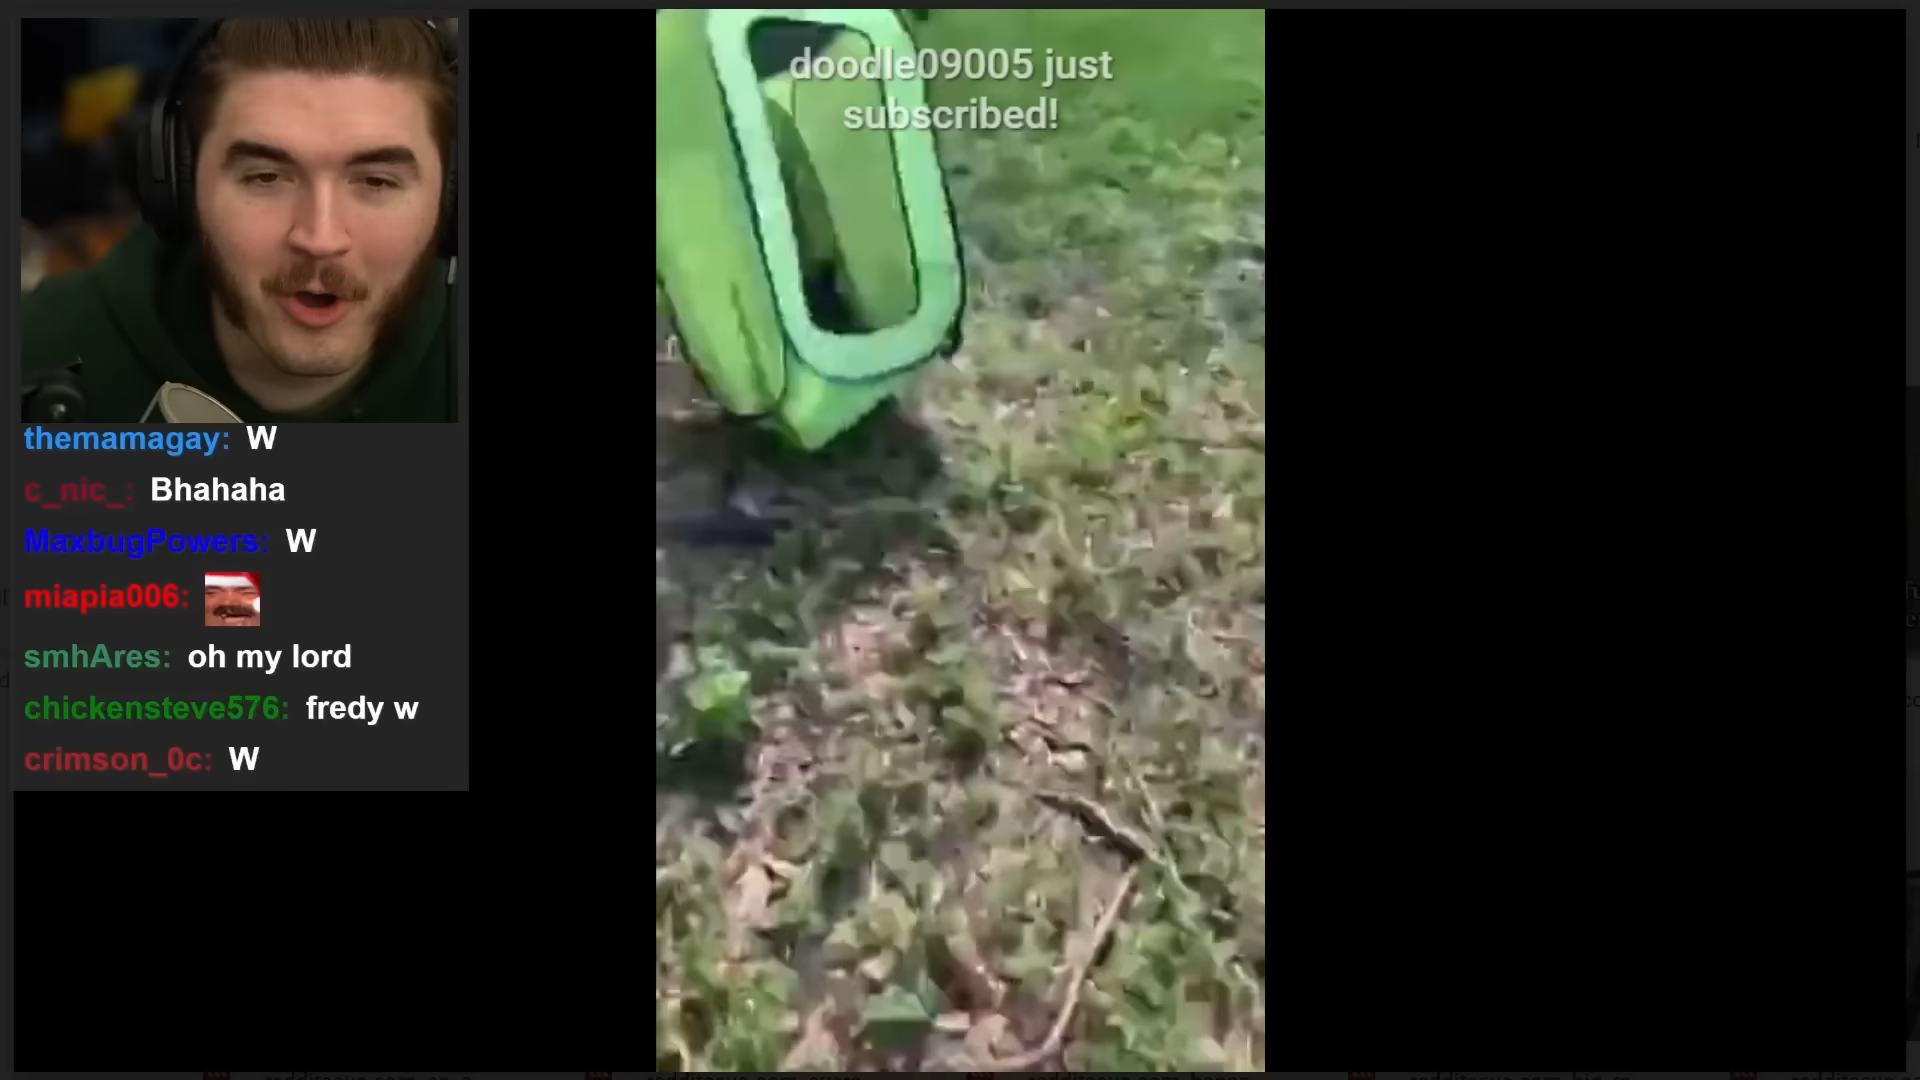 doodle09005 just
subscribed!
themamagay: W
c_nic_: Bhahaha
MaxbugPowers: W
miapia006:
smhAres: oh my lord
chickensteve576: fredy w
crimson_0c: W